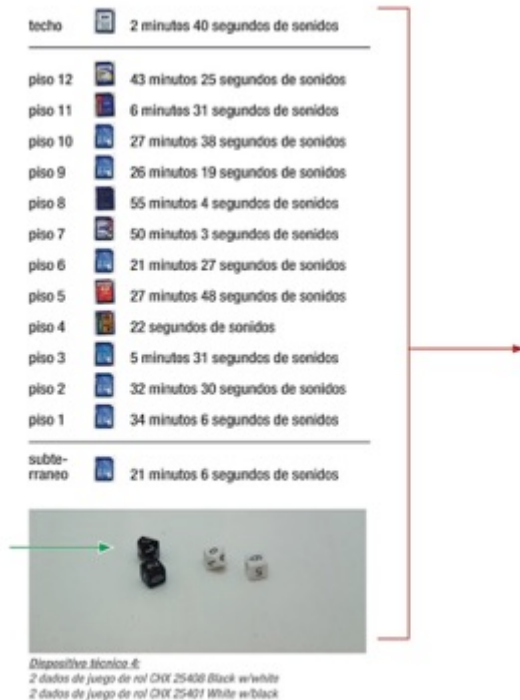 techo 2 minutos 40 segundos de sonidos
piso 12 43 minutos 25 segundos de sonidos
piso 11 6 minutos 31 segundos de sonidos
piso 10 27 minutos 38 segundos de sonidos
piso 9 26 minutos 19 segundos de sonidos
piso 8 55 minutos 4 segundos de sonidos
piso 7 50 minutos 3 segundos de sonidos
piso 6 21 minutos 27 segundos de sonidos
piso 5 27 minutos 48 segundos de sonidos
piso 4 22 segundos de sonidos
piso 3 5 minutos 31 segundos de sonidos
piso 2 32 minutos 30 segundos de sonidos
piso 1 34 minutos 6 segundos de sonidos
subte-
rraneo 21 minutos 6 segundos de sonidos
Dispositivo técnico 4:
2 dados de juego de rol CHX 25408 Black w/white
2 dados de juego de rol CHX 25401 White w/black